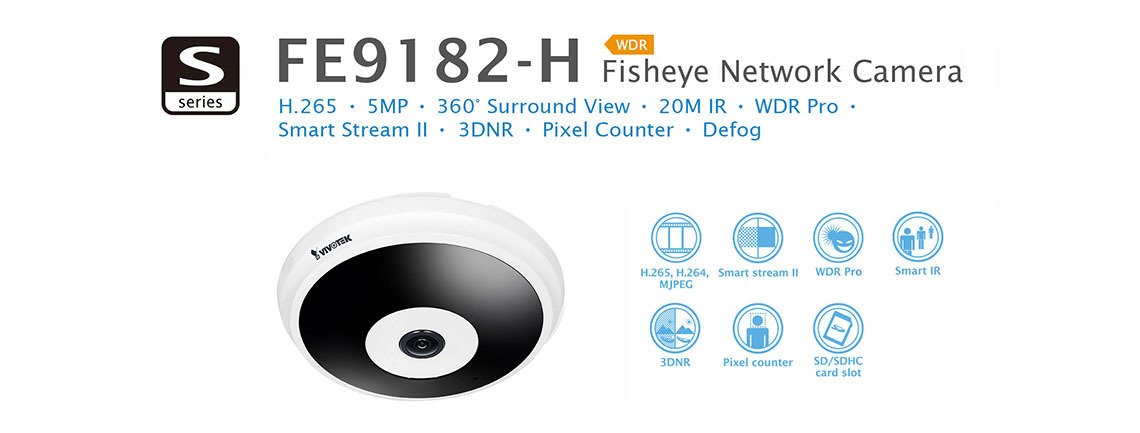 S
series
FE9182-H
WDR
Fisheye Network Camera
H.265 · 5MP · 360° Surround View · 20M IR · WDR Pro ·
Smart Stream II · 3DNR · Pixel Counter · Defog
VIVOTEK
H.265, H.264,
MJPEG
Smart stream II
WDR Pro
Smart IR
3DNR
Pixel counter
SD
SD/SDHC
card slot